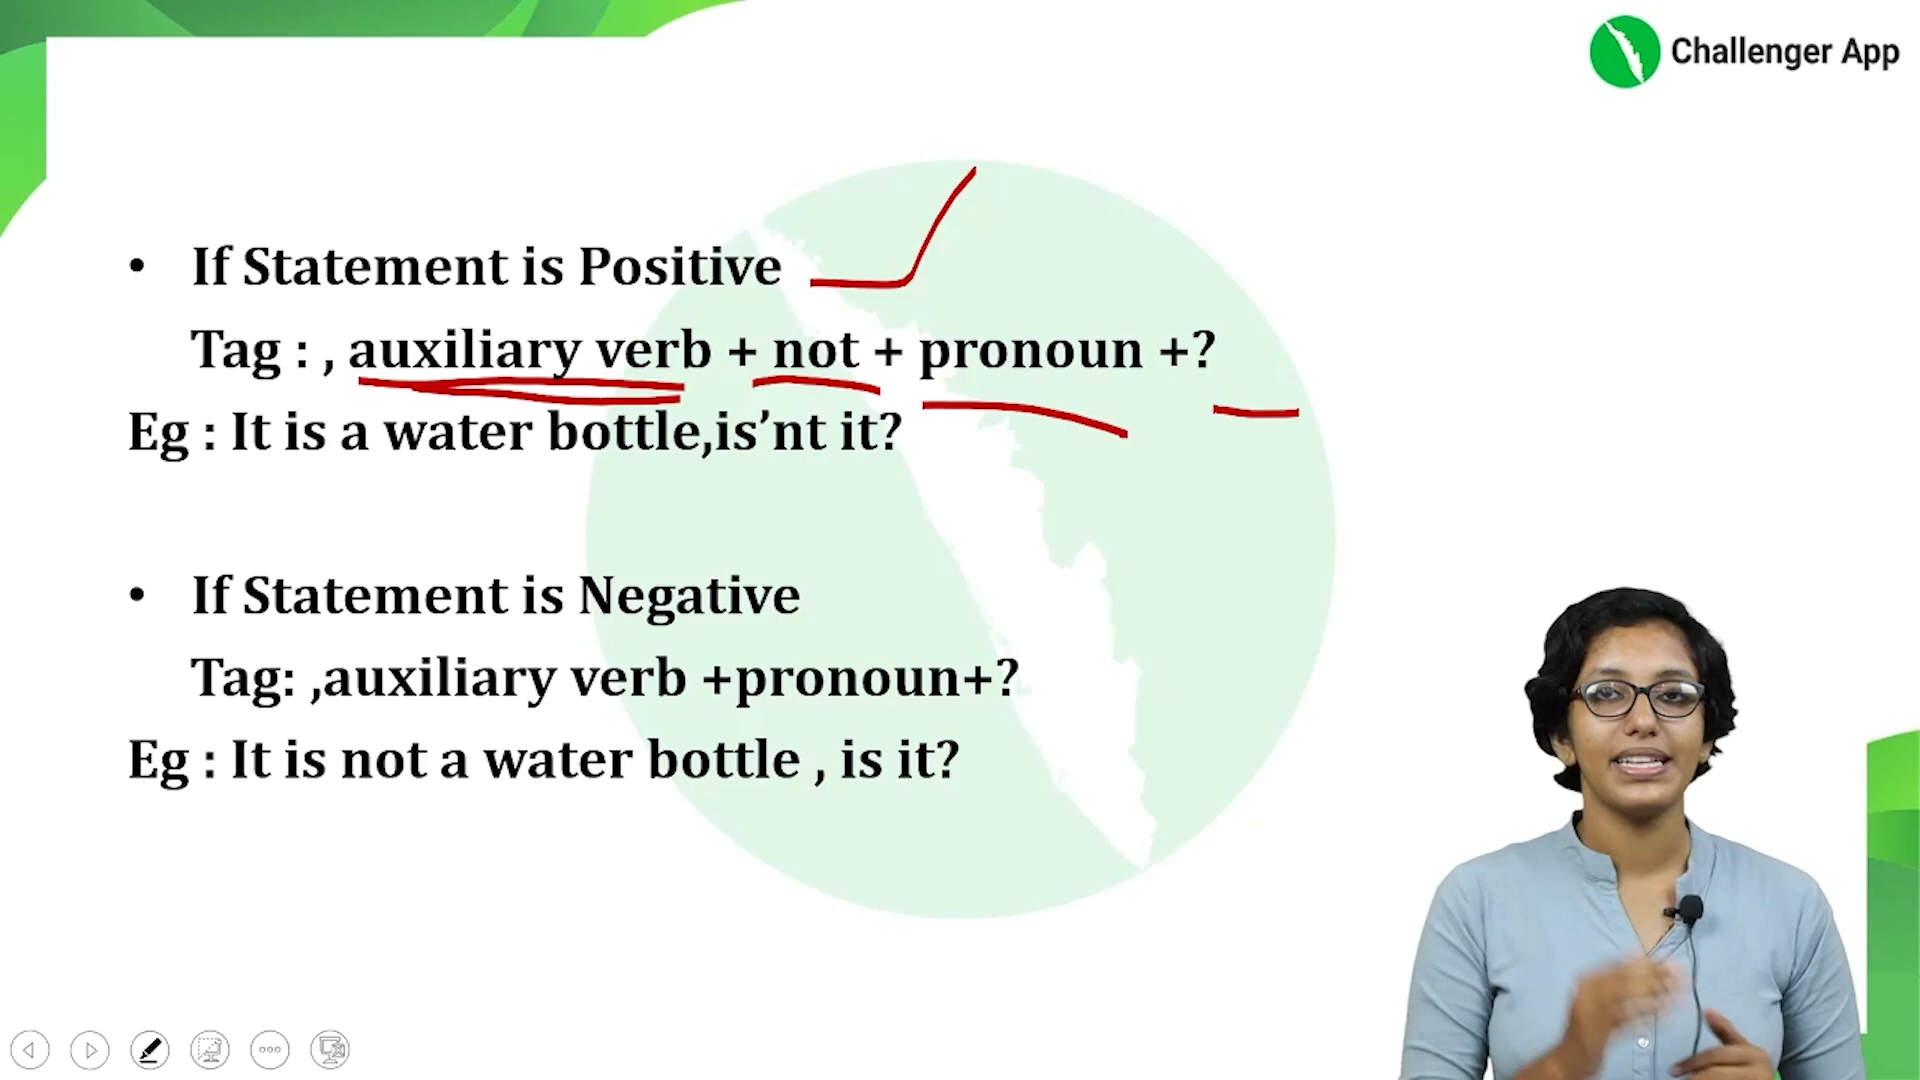 Challenger App
• If Statement is Positive
Tag : , auxiliary verb + not + pronoun +?
Eg : It is a water bottle,is’nt it?
• If Statement is Negative
Tag: ,auxiliary verb +pronoun+?
Eg : It is not a water bottle , is it?